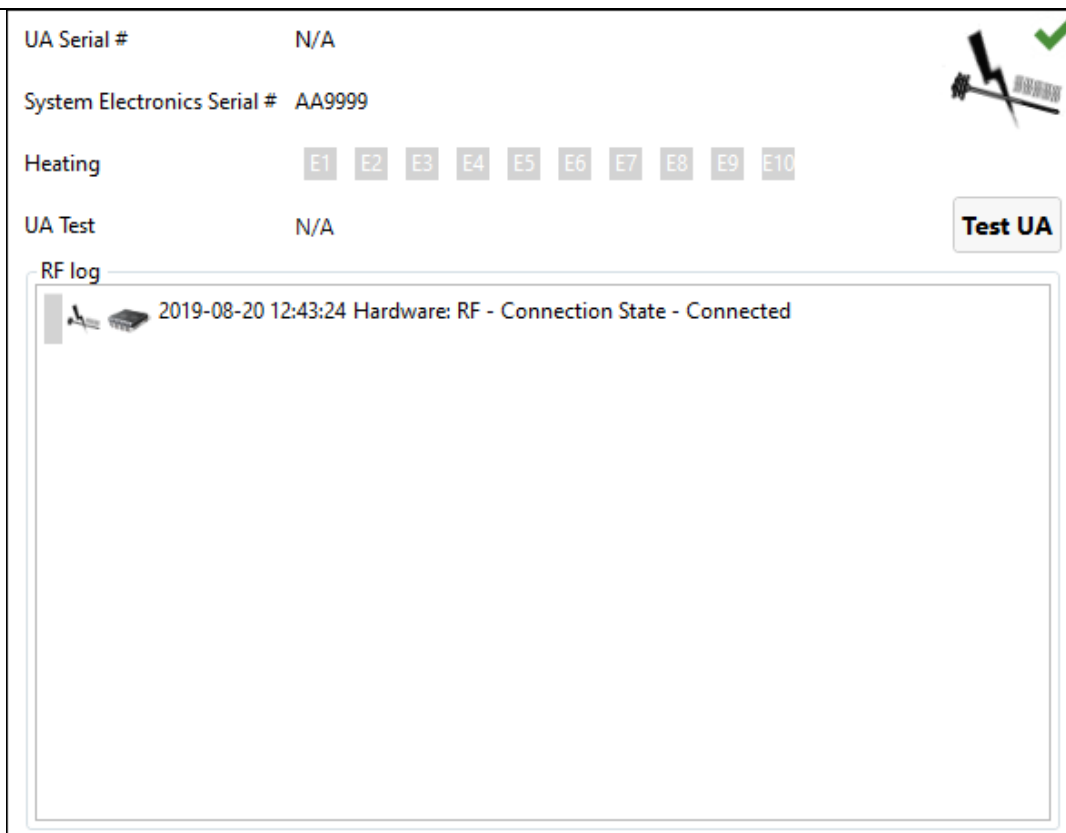 UA Serial # N/A
System Electronics Serial # AA9999
Heating E1 E2 E3 E4 E5 E6 E7 E8 E9 E10
UA Test N/A Test UA
RF log
2019-08-20 12:43:24 Hardware: RF - Connection State - Connected